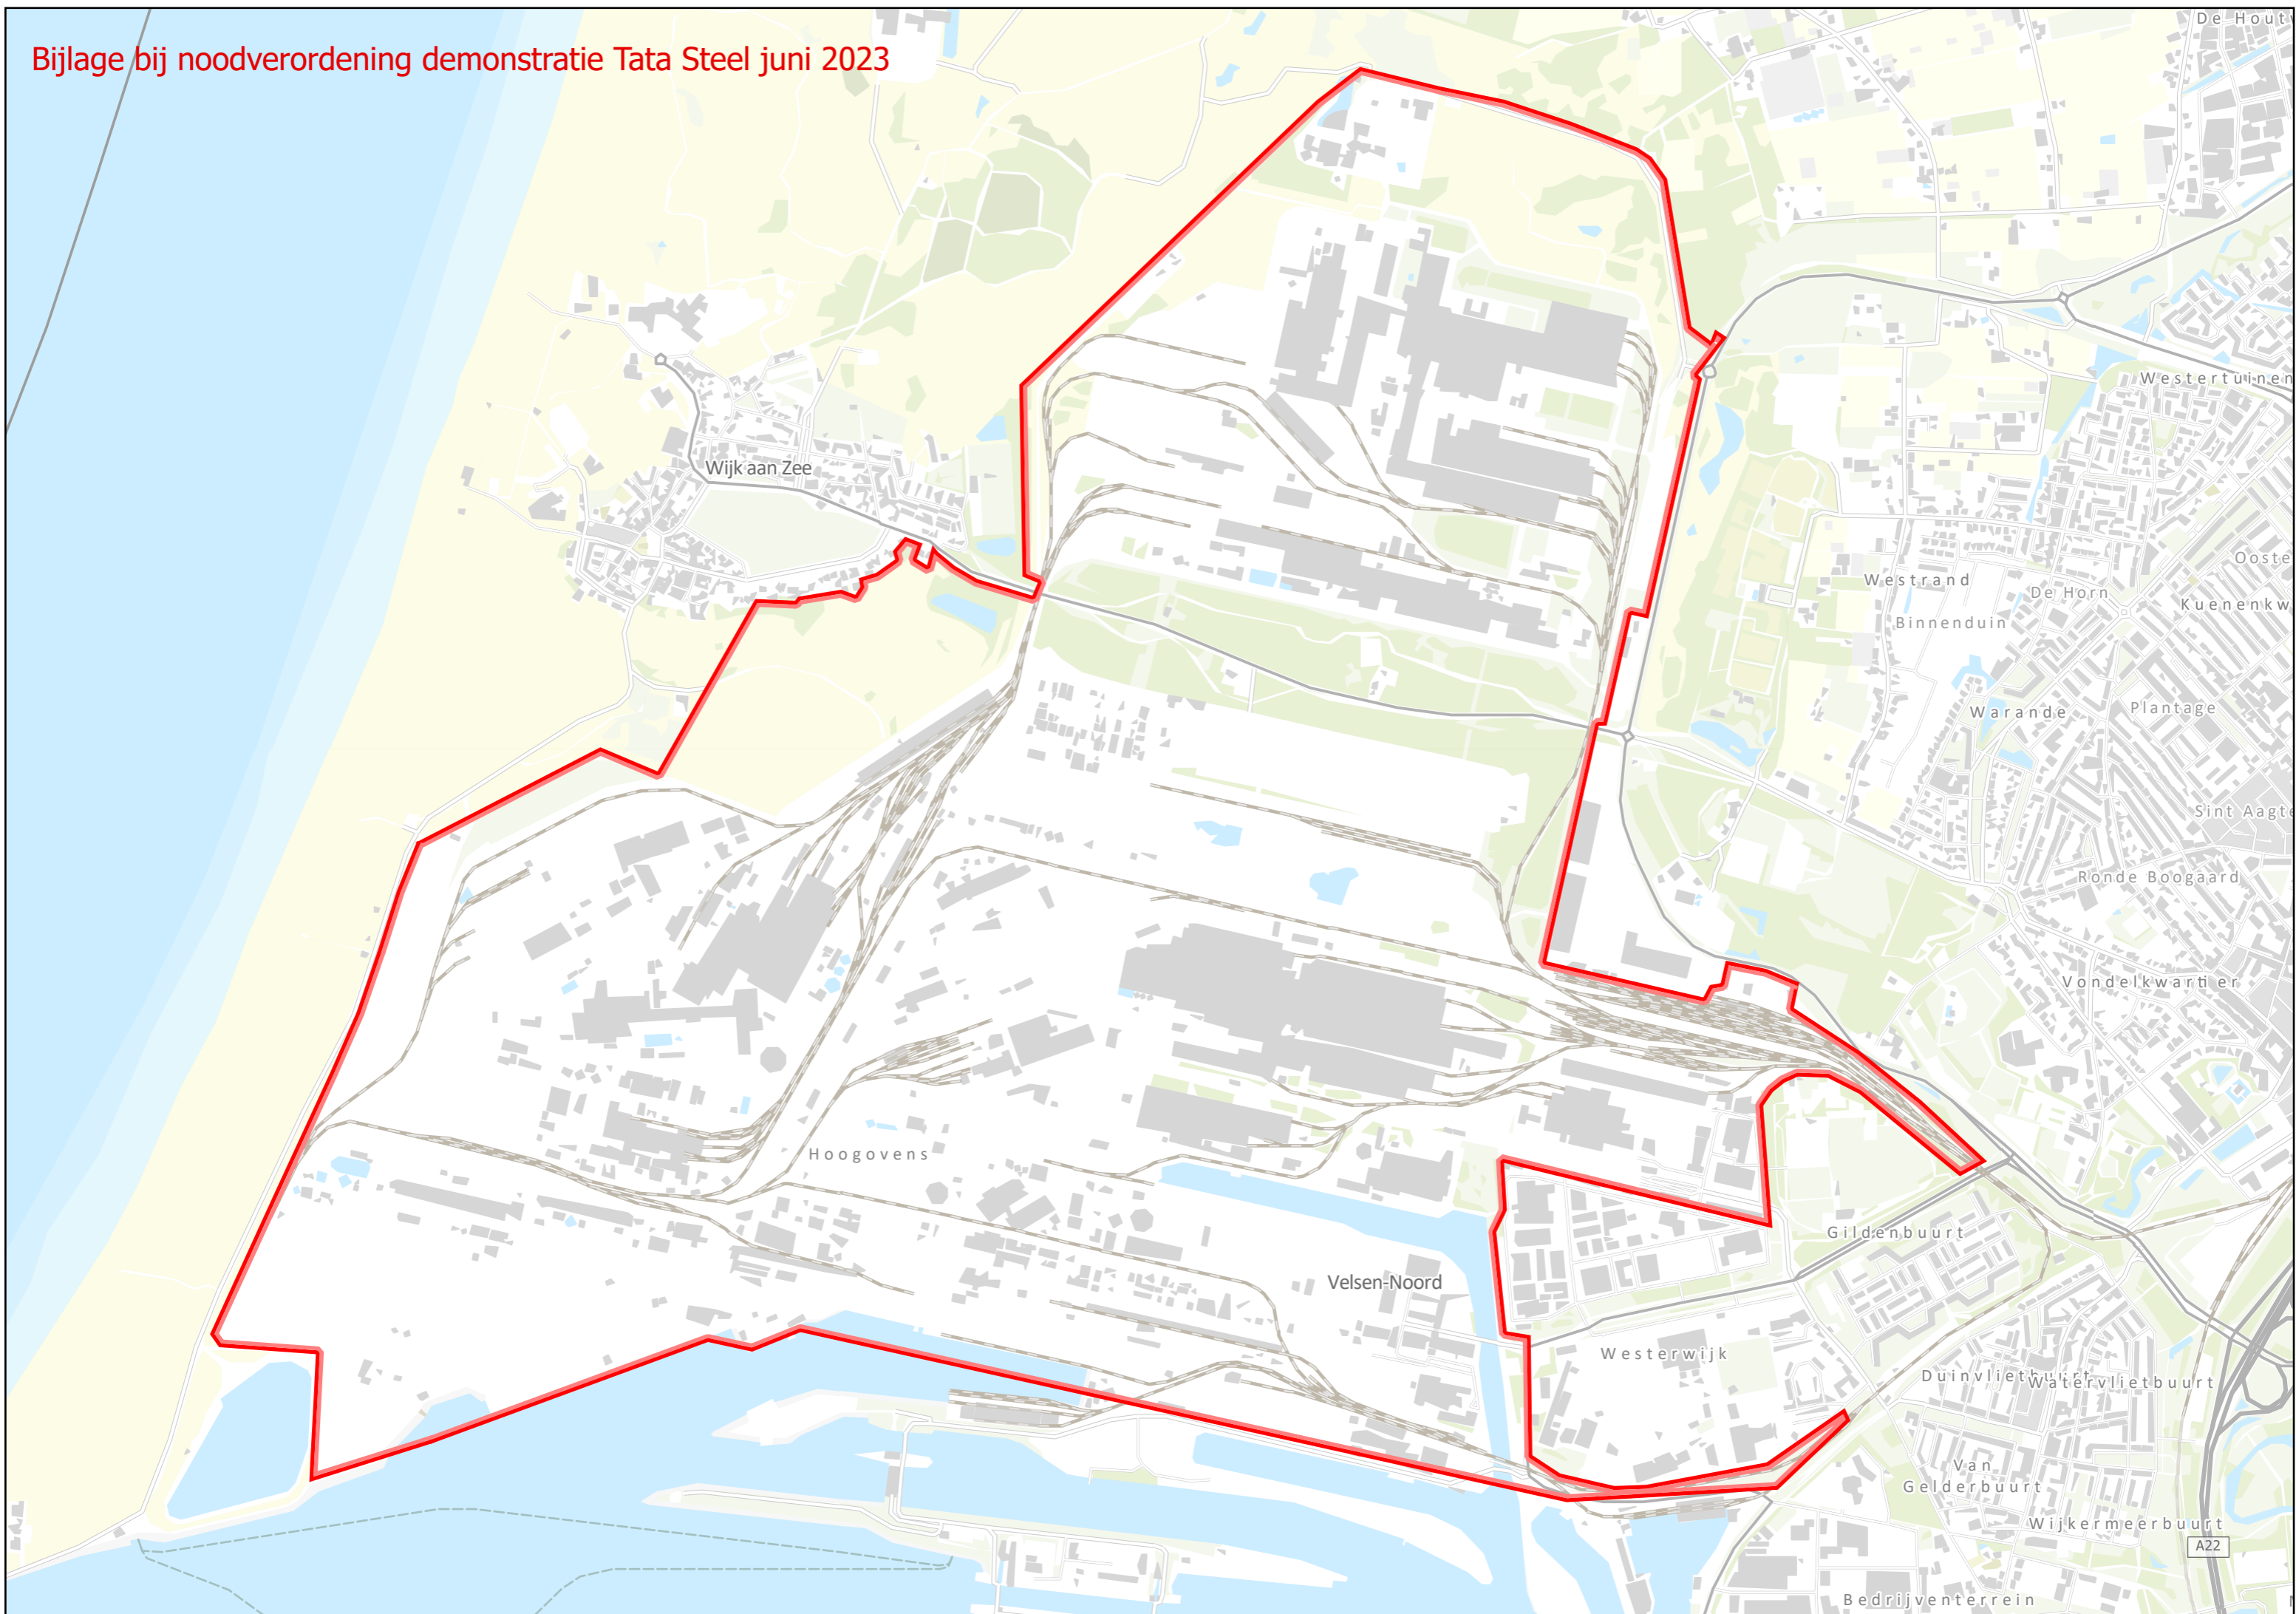 Bijlage bij noodverordening demonstratie Tata Steel juni 2023
De Hout
Westertuinen
Wijk aan Zee
Ooste
Westrand
De Horn
Kuenenkw
Binnenduin
Plantage
Warande
Sint Aagte
Ronde Boogaard
Vondelkwartier
Hoogovens
Gildenbuurt
Velsen-Noord
Westerwijk
Duinvlietbuurt
Watervlietbuurt
Van
Gelderbuurt
Wijkermeerbuurt
A22
Bedrijventerrein